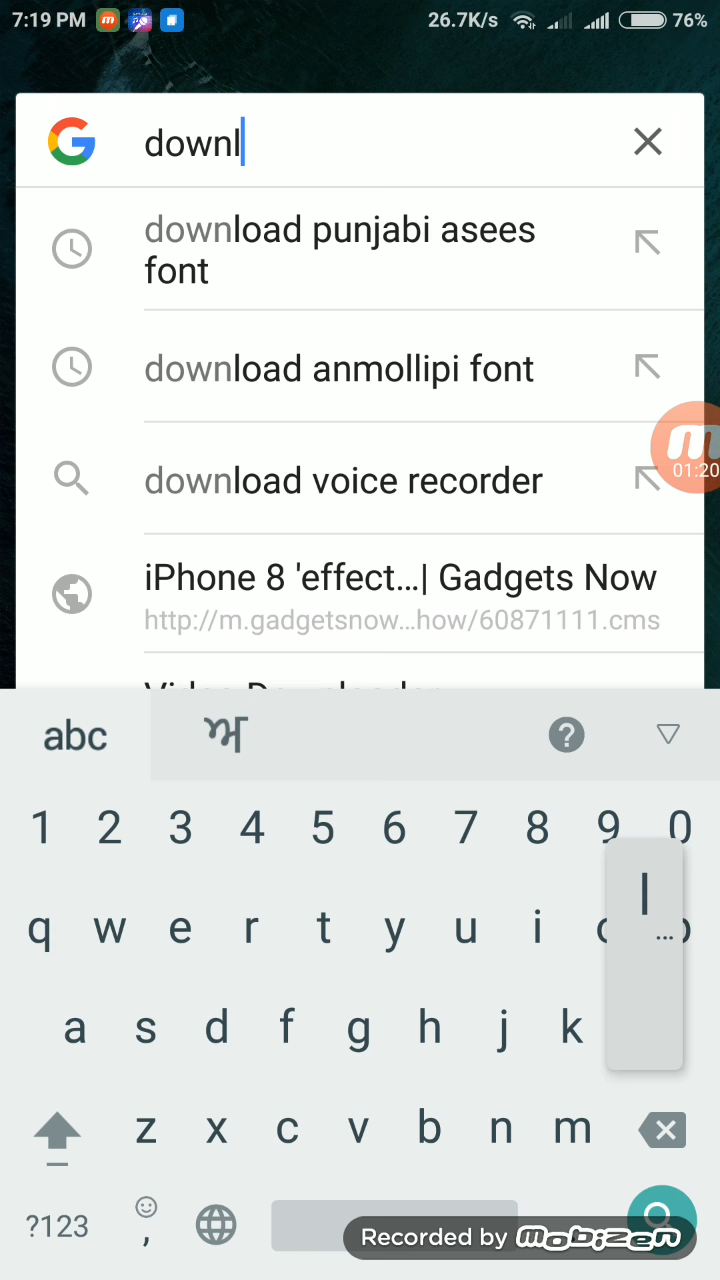 7:19 PM 26.7K/s 76%
downl
download punjabi asees
font
download anmollipi font
01:20
download voice recorder
iPhone 8 'effect...| Gadgets Now
http://m.gadgetsnow...how/60871111.cms
Video Downloader
abc ਅ ?
1 2 3 4 5 6 7 8 9 0
q w e r t y u i o p
l ...
a s d f g h j k
z x c v b n m
?123 ,
Recorded by mobizen